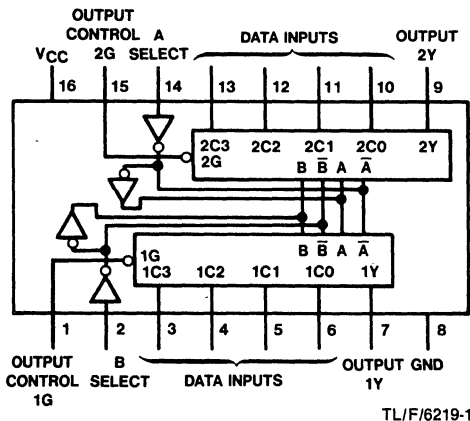 OUTPUT
CONTROL A DATA INPUTS OUTPUT
VCC 2G SELECT 2Y
16 15 14 13 12 11 10 9
2C3 2C2 2C1 2C0 2Y
2G
B B̅ A A̅
B B̅ A A̅
1G
1C3 1C2 1C1 1C0 1Y
1 2 3 4 5 6 7 8
OUTPUT B DATA INPUTS OUTPUT GND
CONTROL SELECT 1Y
1G
TL/F/6219-1